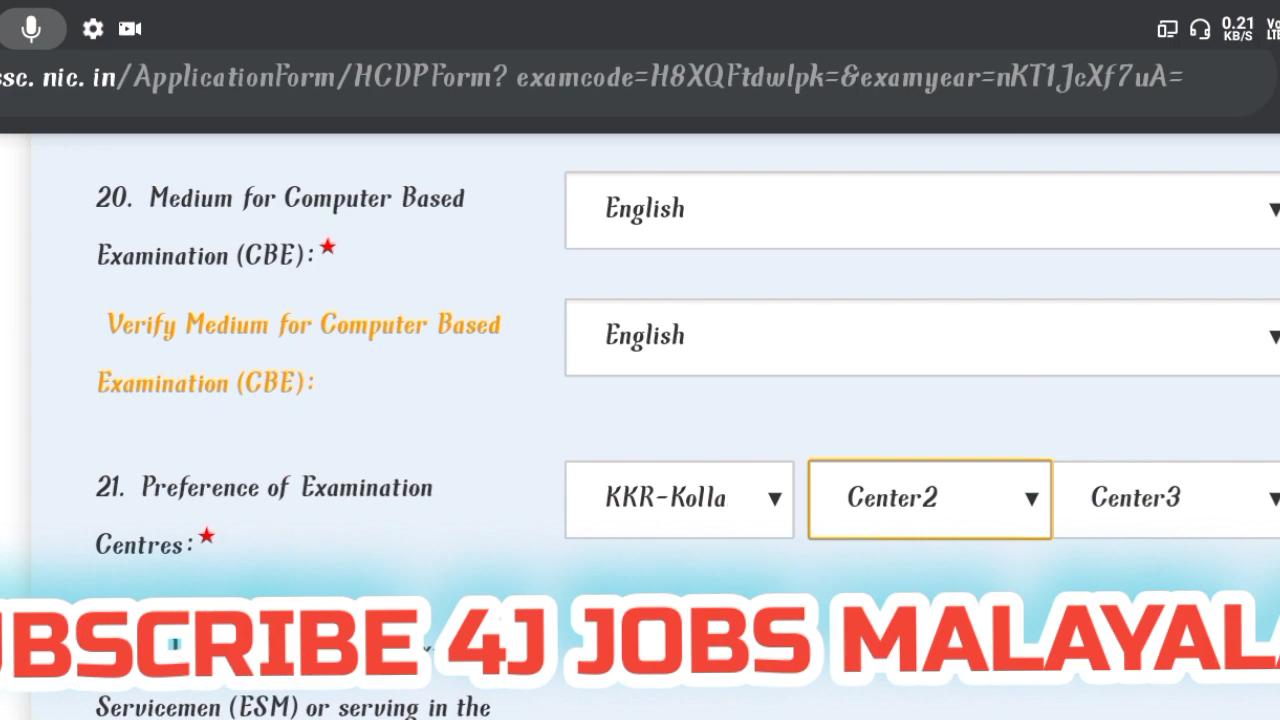 ssc. nic. in/ApplicationForm/HCDPForm? examcode=H8XQFtdwlpk=&examyear=nKT1JcXf7uA=
0.21
KB/S
20. Medium for Computer Based
English
Examination (CBE):
Verify Medium for Computer Based
English
Examination (CBE):
21. Preference of Examination
KKR-Kolla
Center2
Center3
Centres:
UBSCRIBE 4J JOBS MALAYALA
Servicemen (ESM) or serving in the